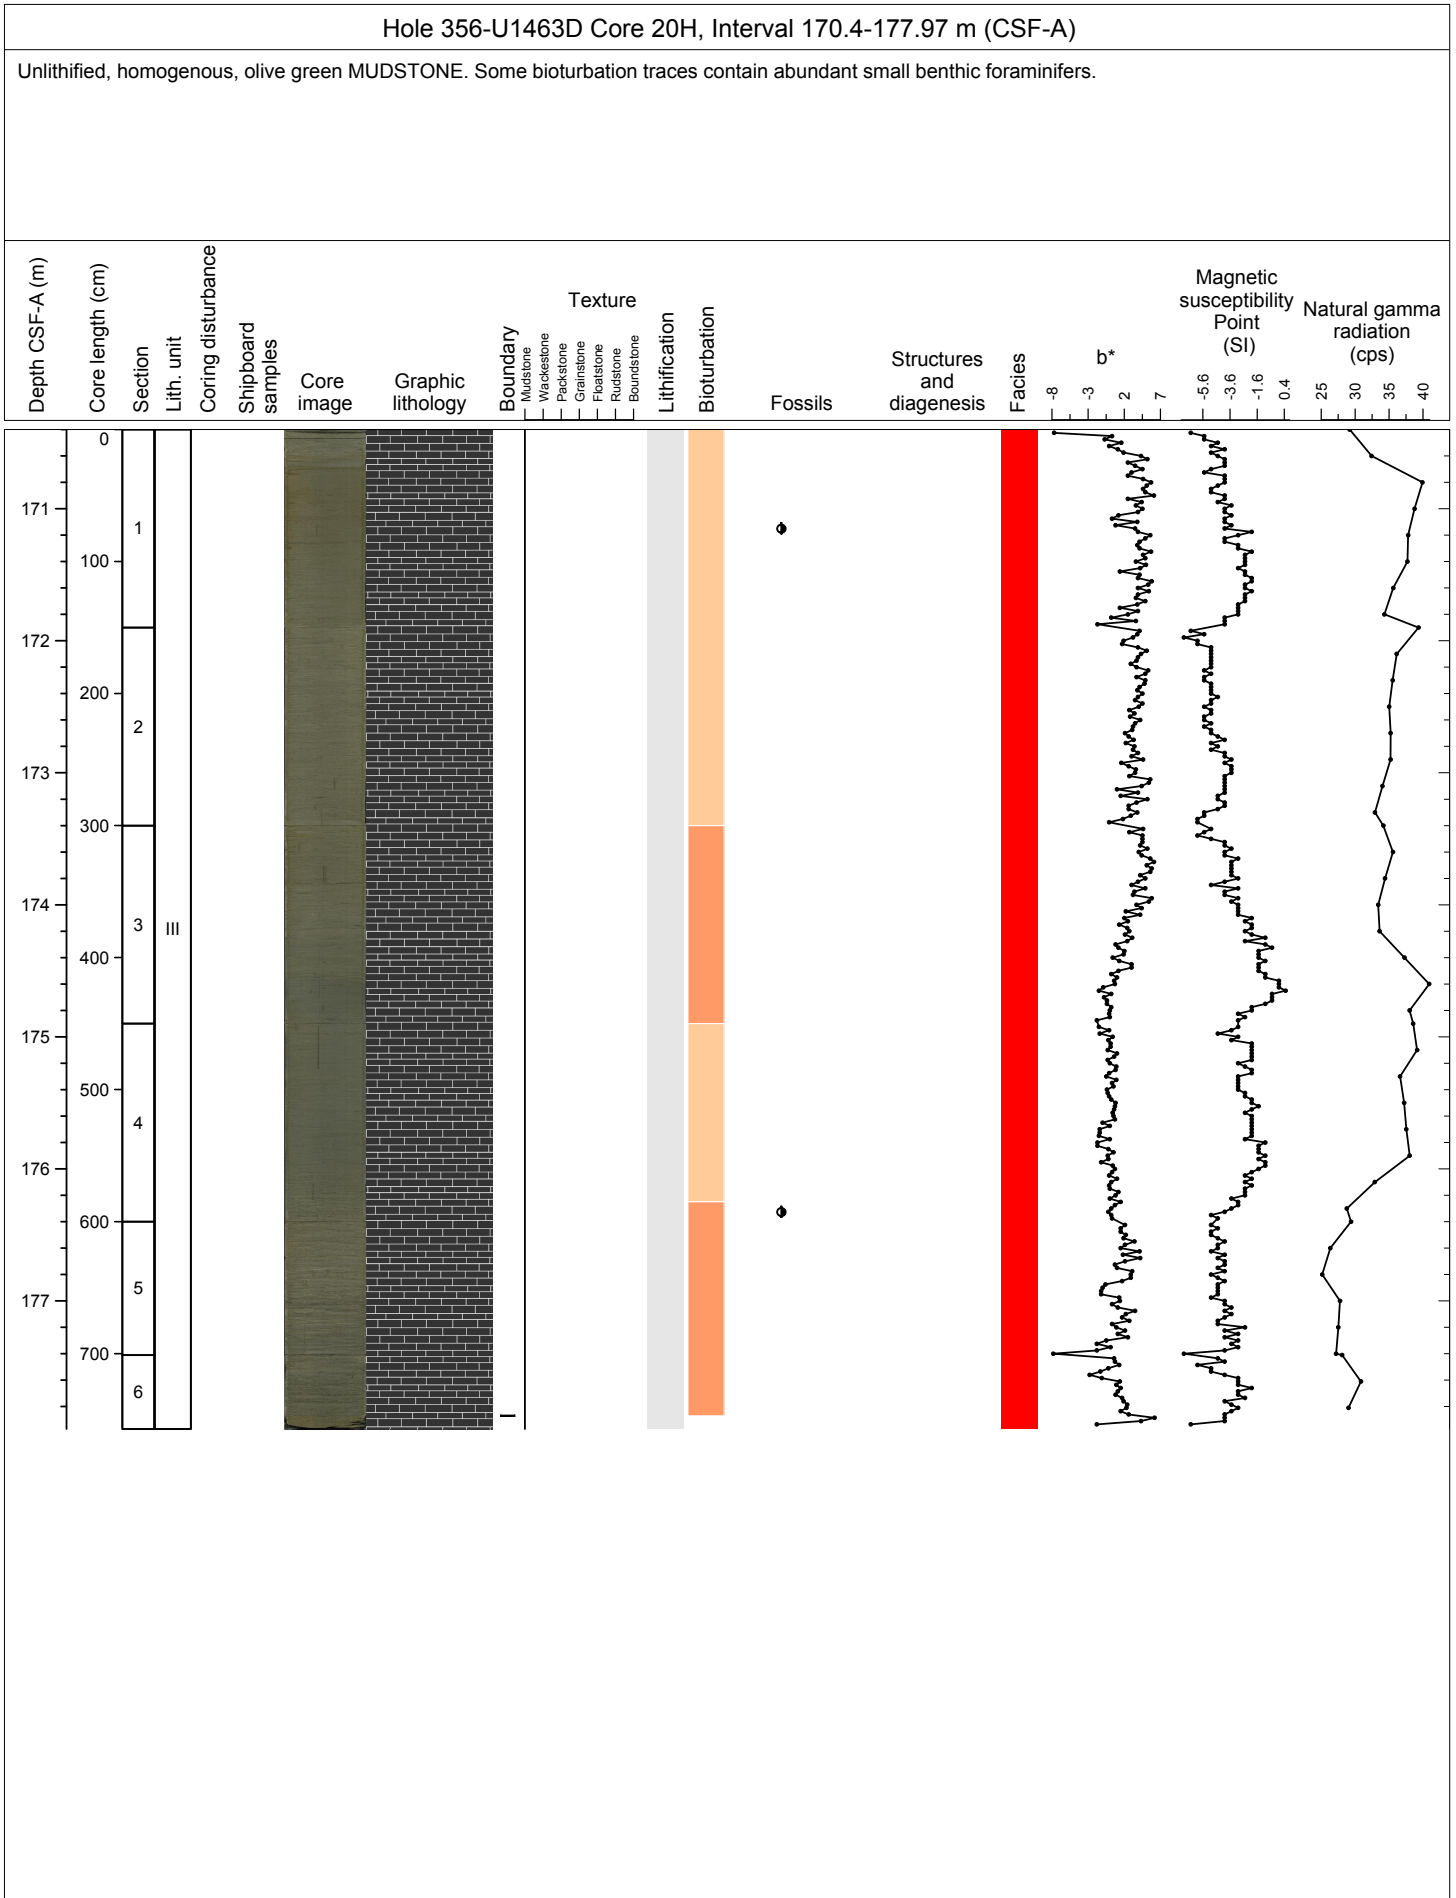 Hole 356-U1463D Core 20H, Interval 170.4-177.97 m (CSF-A)
Unlithified, homogenous, olive green MUDSTONE. Some bioturbation traces contain abundant small benthic foraminifers.
Depth CSF-A (m)
Core length (cm)
Section
Lith. unit
Coring disturbance
Shipboard
samples
Core
image
Graphic
lithology
Boundary
Texture
Mudstone
Wackestone
Packstone
Grainstone
Floatstone
Rudstone
Boundstone
Lithification
Bioturbation
Fossils
Structures
and
diagenesis
Facies
b*
-8 -3 2 7
Magnetic
susceptibility
Point
(SI)
-5.6 -3.6 -1.6 0.4
Natural gamma
radiation
(cps)
25 30 35 40
0
171
1
100
172
200
2
173
300
174
3
III
400
175
500
4
176
600
5
177
700
6